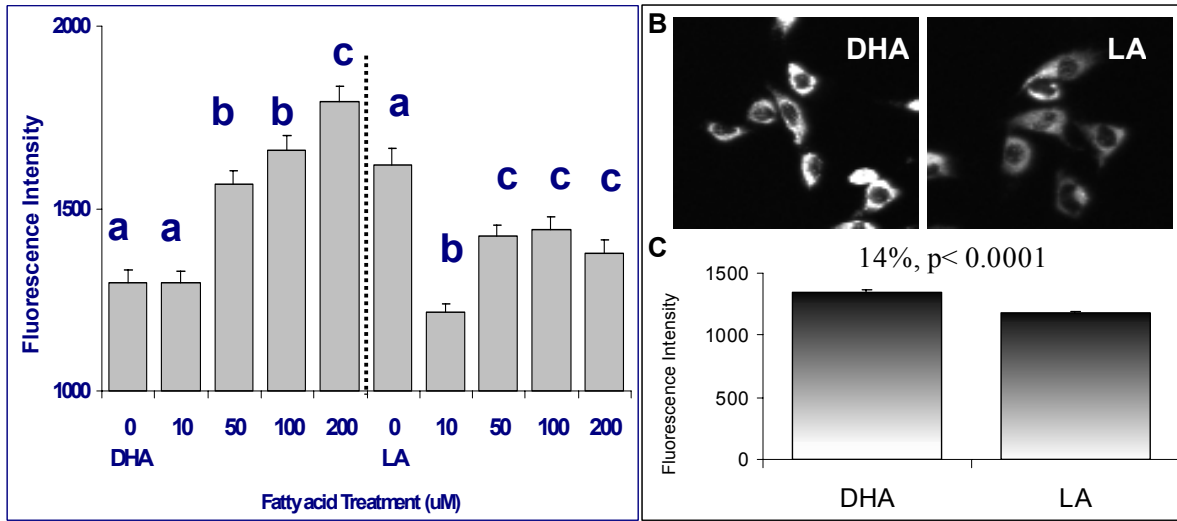 2000
1500
1000
Fluorescence Intensity
a a b b c a b c c c
0 10 50 100 200 0 10 50 100 200
DHA LA
Fatty acid Treatment (uM)
B
DHA
LA
C
14%, p< 0.0001
1500
1000
500
0
Fluorescence Intensity
DHA LA